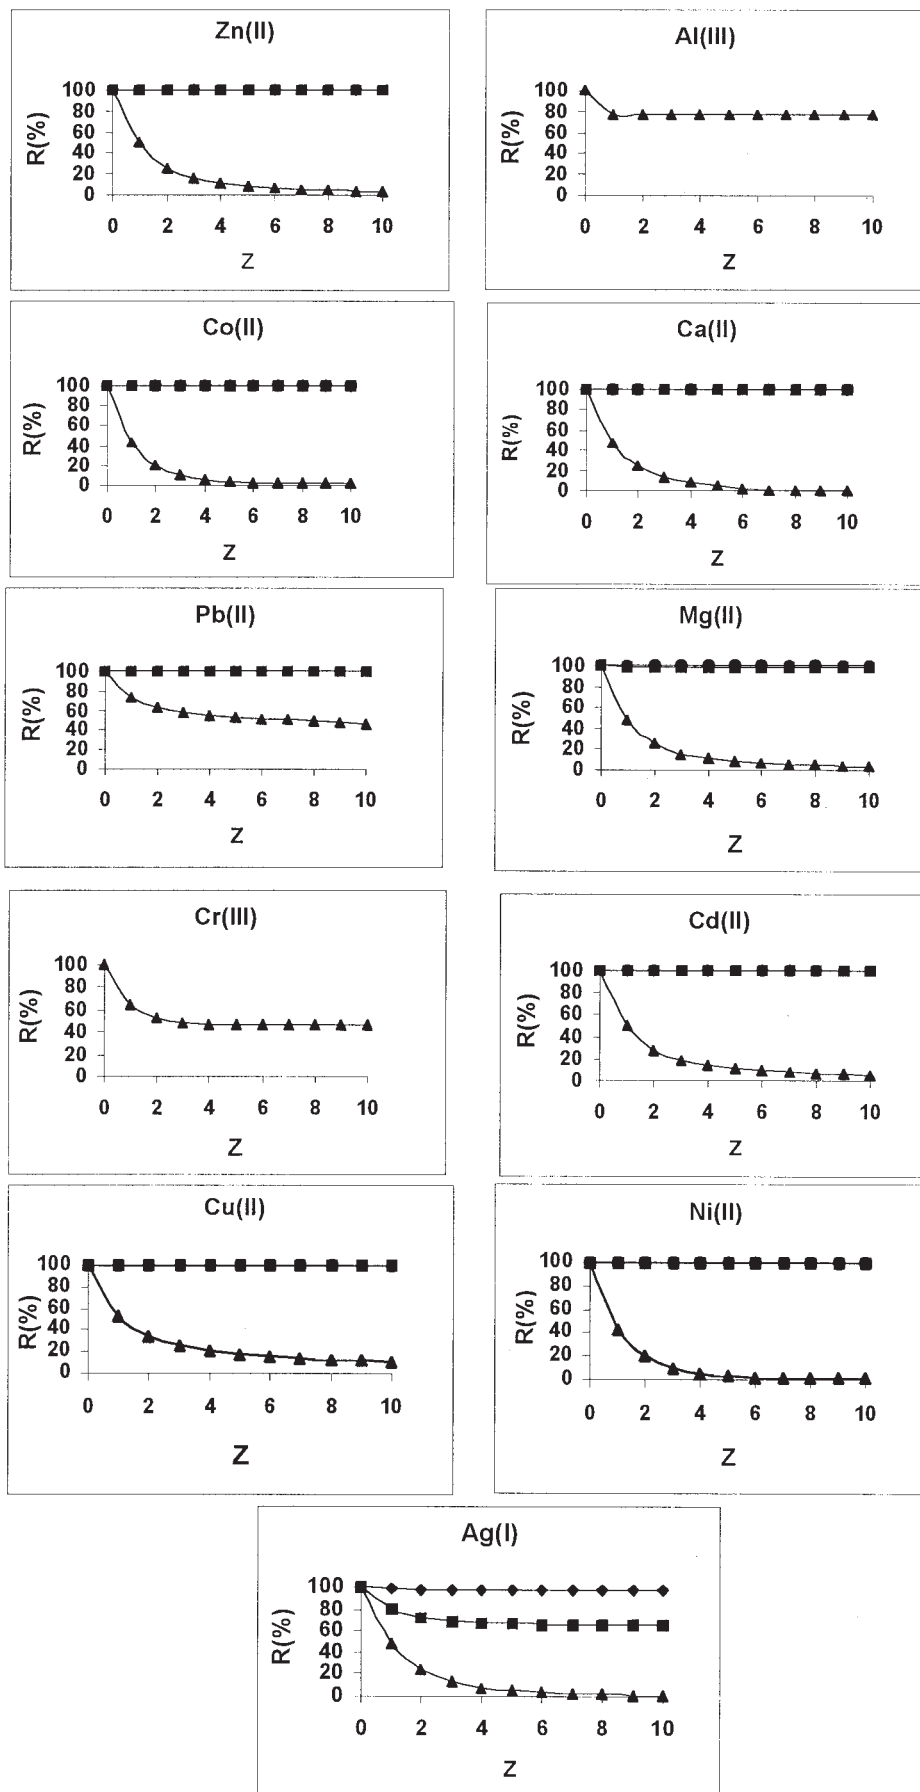 Zn(II)
R(%)
100
80
60
40
20
0
0 2 4 6 8 10
Z
Al(III)
R(%)
100
80
60
40
20
0
0 2 4 6 8 10
Z
Co(II)
R(%)
100
80
60
40
20
0
0 2 4 6 8 10
Z
Ca(II)
R(%)
100
80
60
40
20
0
0 2 4 6 8 10
Z
Pb(II)
R(%)
100
80
60
40
20
0
0 2 4 6 8 10
Z
Mg(II)
R(%)
100
80
60
40
20
0
0 2 4 6 8 10
Z
Cr(III)
R(%)
100
80
60
40
20
0
0 2 4 6 8 10
Z
Cd(II)
R(%)
100
80
60
40
20
0
0 2 4 6 8 10
Z
Cu(II)
R(%)
100
80
60
40
20
0
0 2 4 6 8 10
Z
Ni(II)
R(%)
100
80
60
40
20
0
0 2 4 6 8 10
Z
Ag(I)
R(%)
100
80
60
40
20
0
0 2 4 6 8 10
Z